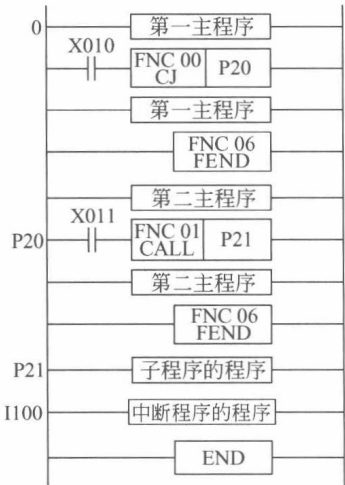 0 第一主程序
X010
FNC 00 CJ P20
第一主程序
FNC 06 FEND
第二主程序
X011
P20 FNC 01 CALL P21
第二主程序
FNC 06 FEND
P21 子程序的程序
I100 中断程序的程序
END